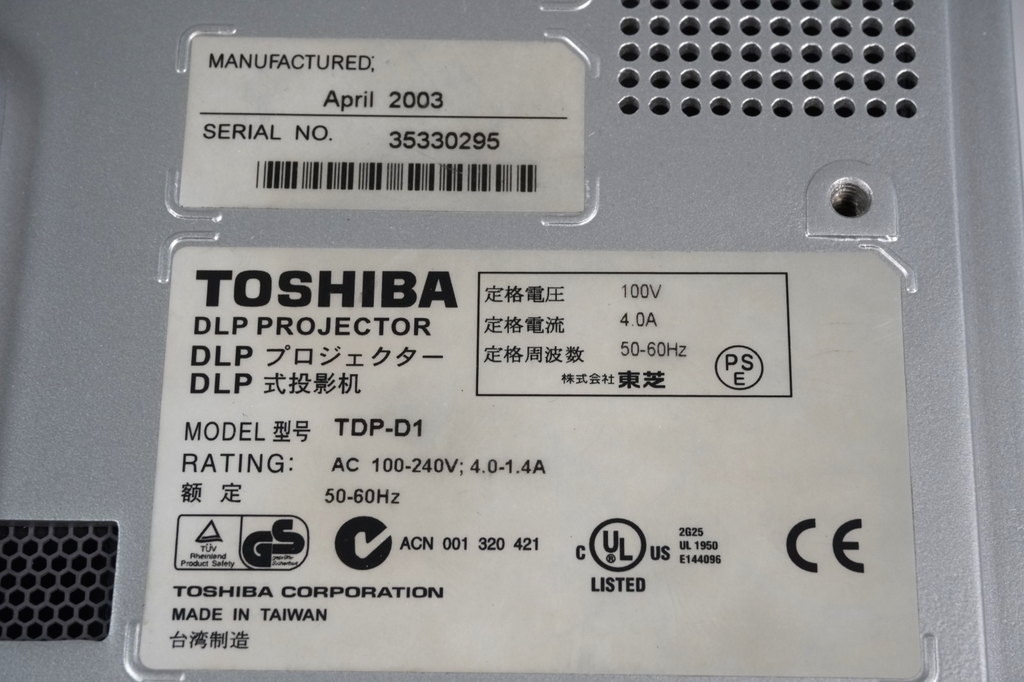 MANUFACTURED;
April 2003
SERIAL NO. 35330295
TOSHIBA
DLP PROJECTOR
DLP プロジェクター
DLP 式投影机
定格電圧 100V
定格電流 4.0A
定格周波数 50-60Hz
株式会社 東芝
PS
E
MODEL 型号 TDP-D1
RATING: AC 100-240V; 4.0-1.4A
额 定 50-60Hz
TÜV
Rheinland
Product Safety
GS
ACN 001 320 421
C UL ® US
LISTED
2G25
UL 1950
E144096
CE
TOSHIBA CORPORATION
MADE IN TAIWAN
台湾制造